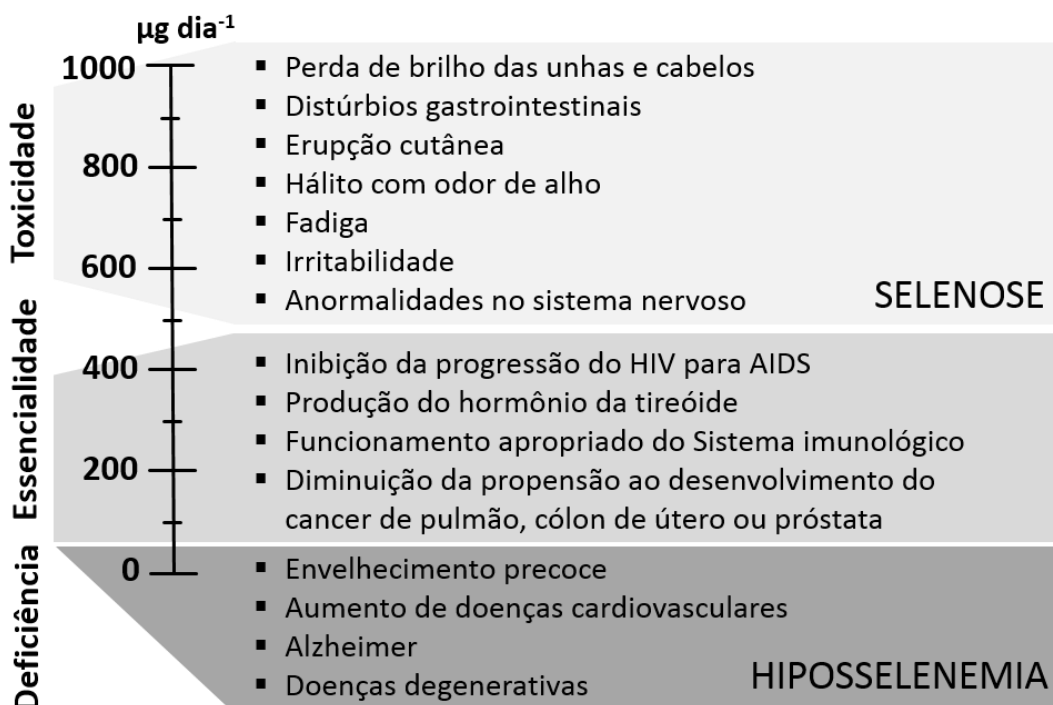 µg dia-1
1000
800
600
400
200
0
Toxicidade
Essencialidade
Deficiência
▪ Perda de brilho das unhas e cabelos
▪ Distúrbios gastrointestinais
▪ Erupção cutânea
▪ Hálito com odor de alho
▪ Fadiga
▪ Irritabilidade
▪ Anormalidades no sistema nervoso
SELENOSE
▪ Inibição da progressão do HIV para AIDS
▪ Produção do hormônio da tireóide
▪ Funcionamento apropriado do Sistema imunológico
▪ Diminuição da propensão ao desenvolvimento do
cancer de pulmão, cólon de útero ou próstata
▪ Envelhecimento precoce
▪ Aumento de doenças cardiovasculares
▪ Alzheimer
▪ Doenças degenerativas
HIPOSSELENEMIA